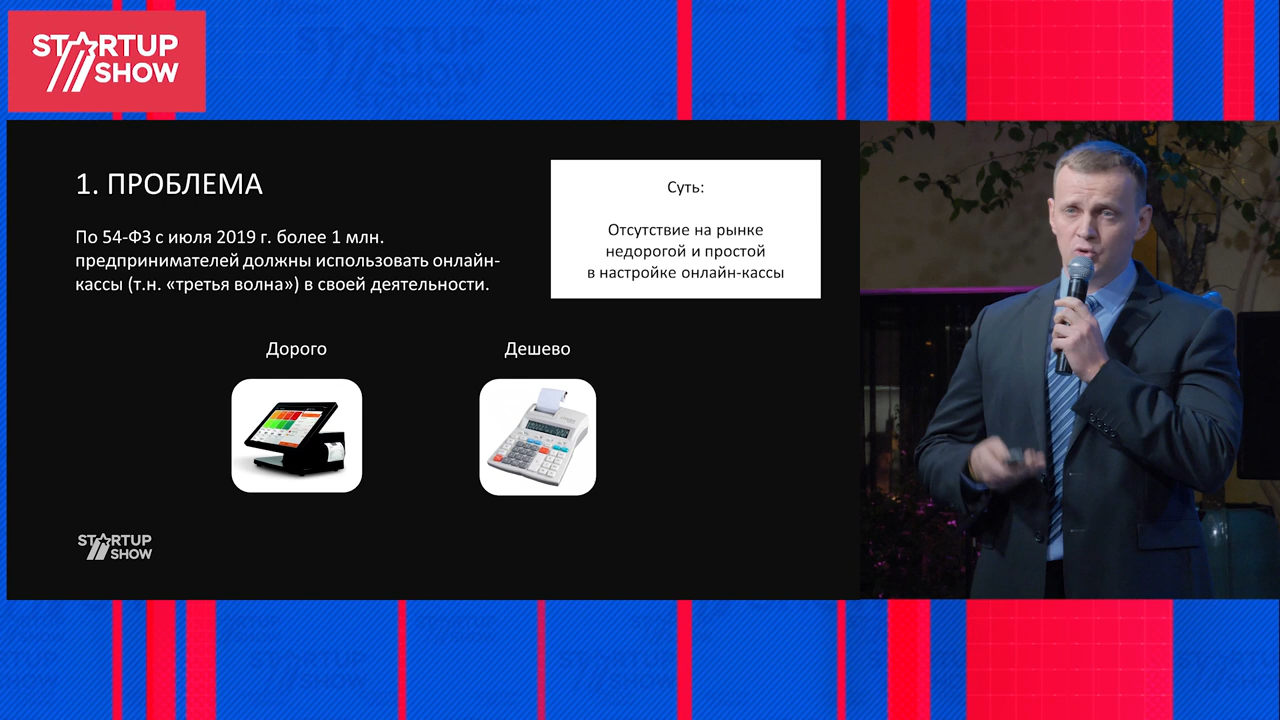 STARTUP
SHOW
1. ПРОБЛЕМА
По 54-ФЗ с июля 2019 г. более 1 млн.
предпринимателей должны использовать онлайн-
кассы (т.н. «третья волна») в своей деятельности.
Суть:
Отсутствие на рынке
недорогой и простой
в настройке онлайн-кассы
Дорого
Дешево
STARTUP
SHOW